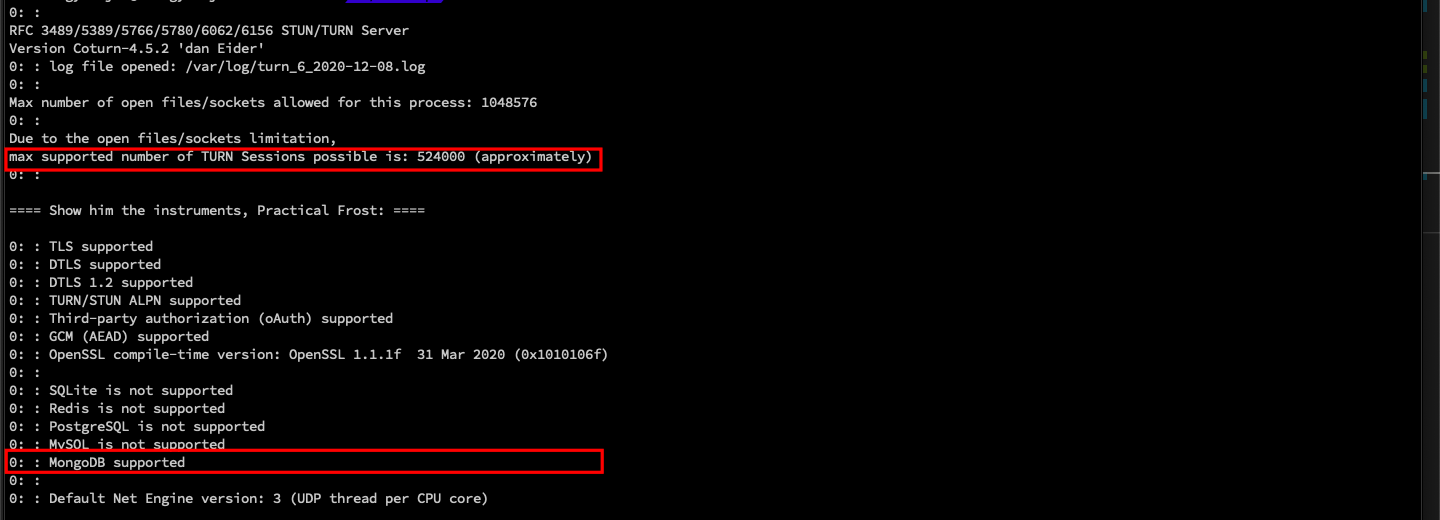 0: :
RFC 3489/5389/5766/5780/6062/6156 STUN/TURN Server
Version Coturn-4.5.2 'dan Eider'
0: : log file opened: /var/log/turn_6_2020-12-08.log
0: :
Max number of open files/sockets allowed for this process: 1048576
0: :
Due to the open files/sockets limitation,
max supported number of TURN Sessions possible is: 524000 (approximately)
0: :
==== Show him the instruments, Practical Frost: ====
0: : TLS supported
0: : DTLS supported
0: : DTLS 1.2 supported
0: : TURN/STUN ALPN supported
0: : Third-party authorization (oAuth) supported
0: : GCM (AEAD) supported
0: : OpenSSL compile-time version: OpenSSL 1.1.1f  31 Mar 2020 (0x1010106f)
0: :
0: : SQLite is not supported
0: : Redis is not supported
0: : PostgreSQL is not supported
0: : MySQL is not supported
0: : MongoDB supported
0: :
0: : Default Net Engine version: 3 (UDP thread per CPU core)